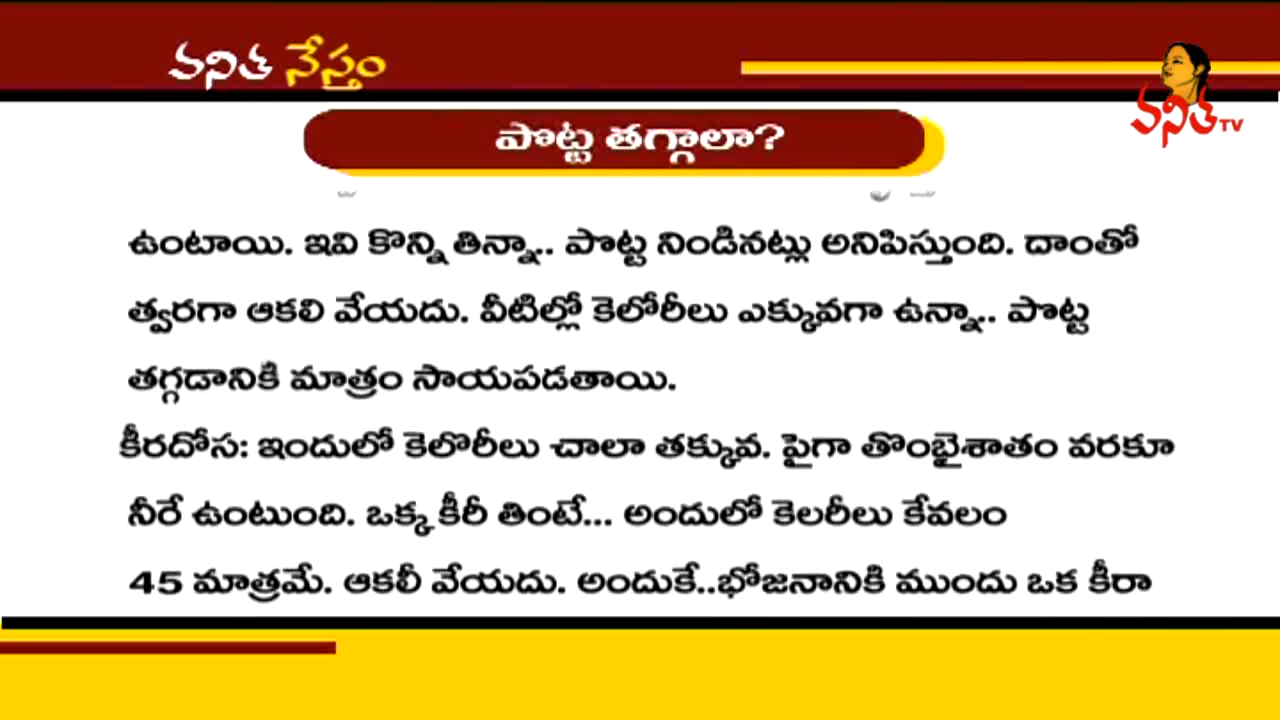 వనిత నేస్తం
వనిత TV
పొట్ట తగ్గాలా?
ఉంటాయి. ఇవి కొన్ని తిన్నా.. పొట్ట నిండినట్లు అనిపిస్తుంది. దాంతో
త్వరగా ఆకలి వేయదు. వీటిల్లో కెలోరీలు ఎక్కువగా ఉన్నా.. పొట్ట
తగ్గడానికి మాత్రం సాయపడతాయి.
కీరదోస: ఇందులో కెలొరీలు చాలా తక్కువ. పైగా తొంభైశాతం వరకూ
నీరే ఉంటుంది. ఒక్క కీరీ తింటే... అందులో కెలరీలు కేవలం
45 మాత్రమే. ఆకలీ వేయదు. అందుకే..భోజనానికి ముందు ఒక కీరా